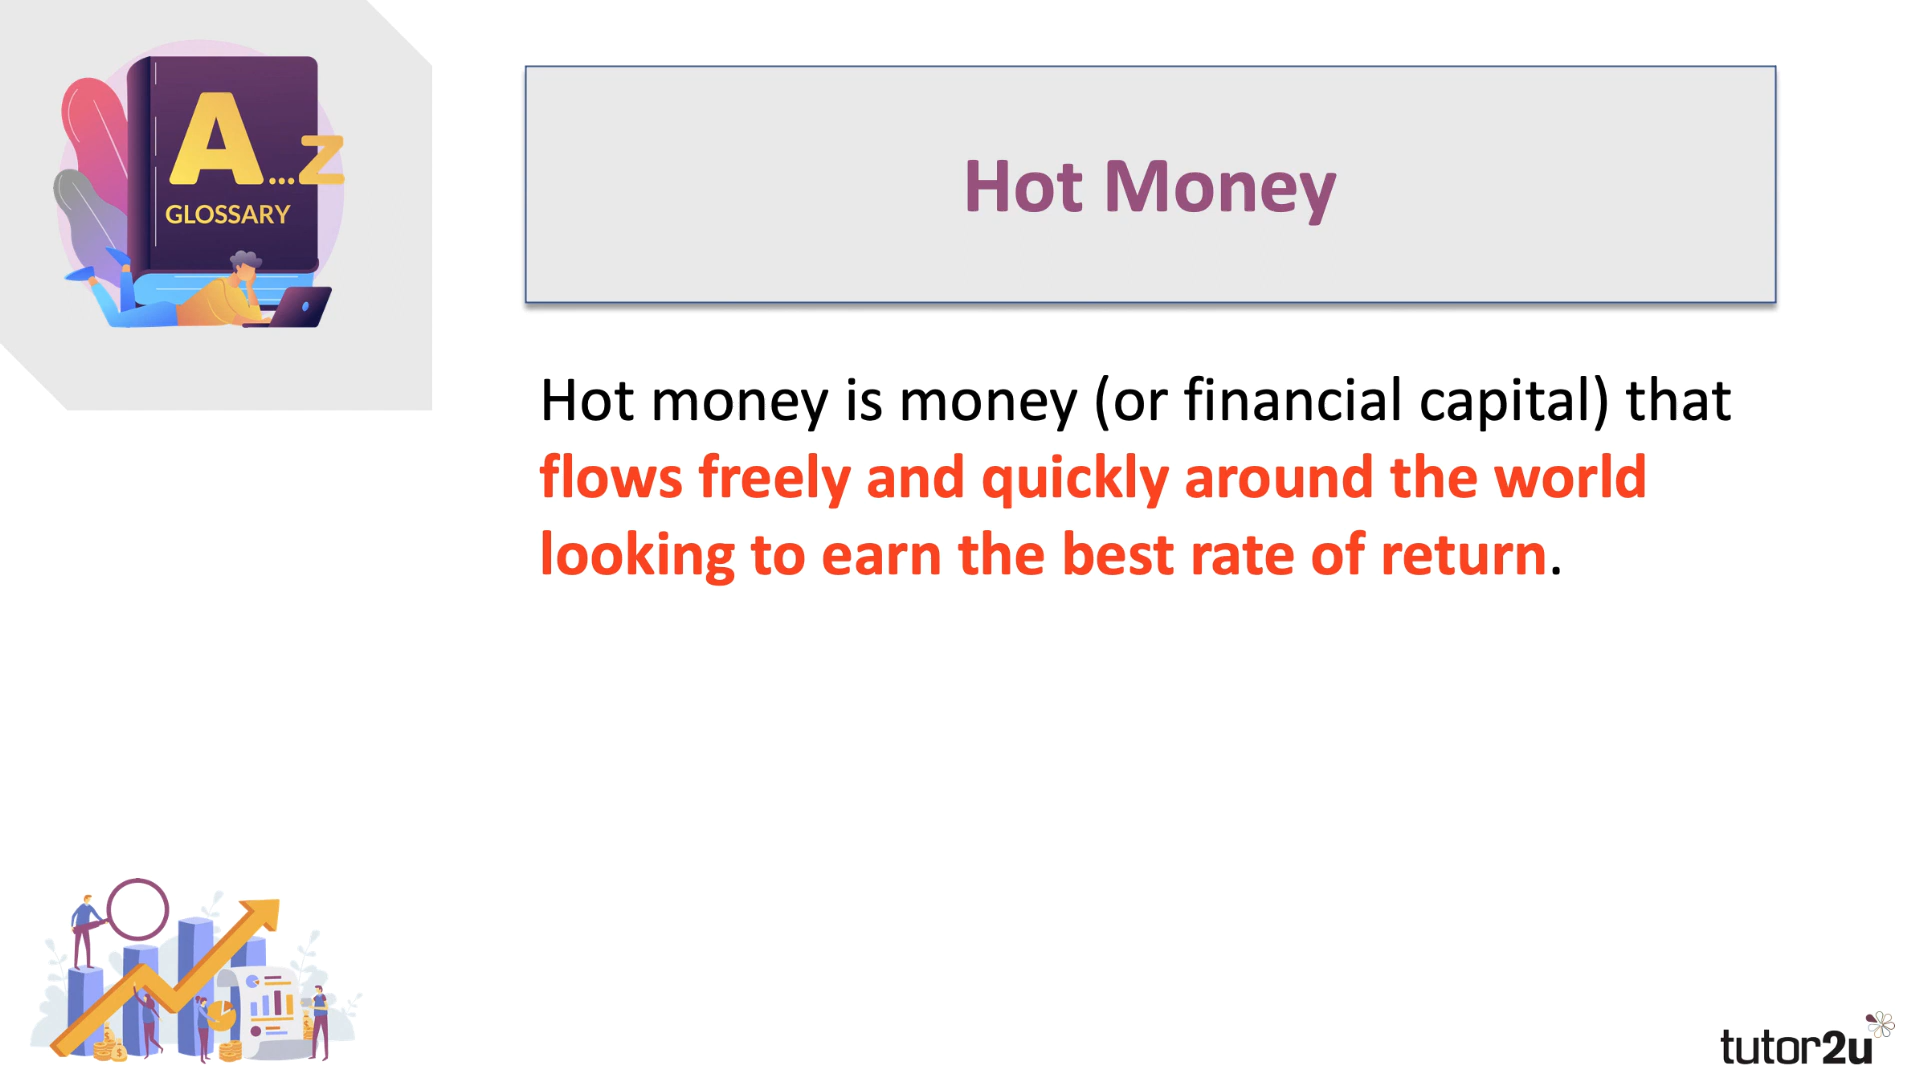 A...z
GLOSSARY
Hot Money
Hot money is money (or financial capital) that
flows freely and quickly around the world
looking to earn the best rate of return.
tutor2u